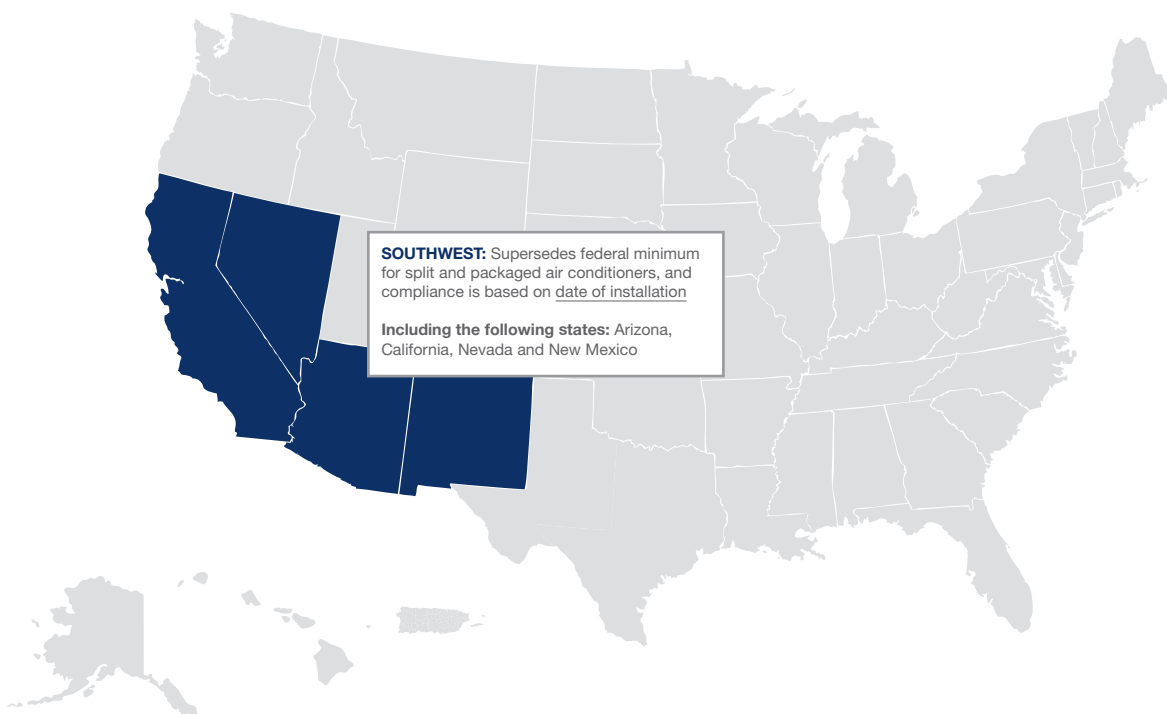 SOUTHWEST: Supersedes federal minimum
for split and packaged air conditioners, and
compliance is based on date of installation
Including the following states: Arizona,
California, Nevada and New Mexico